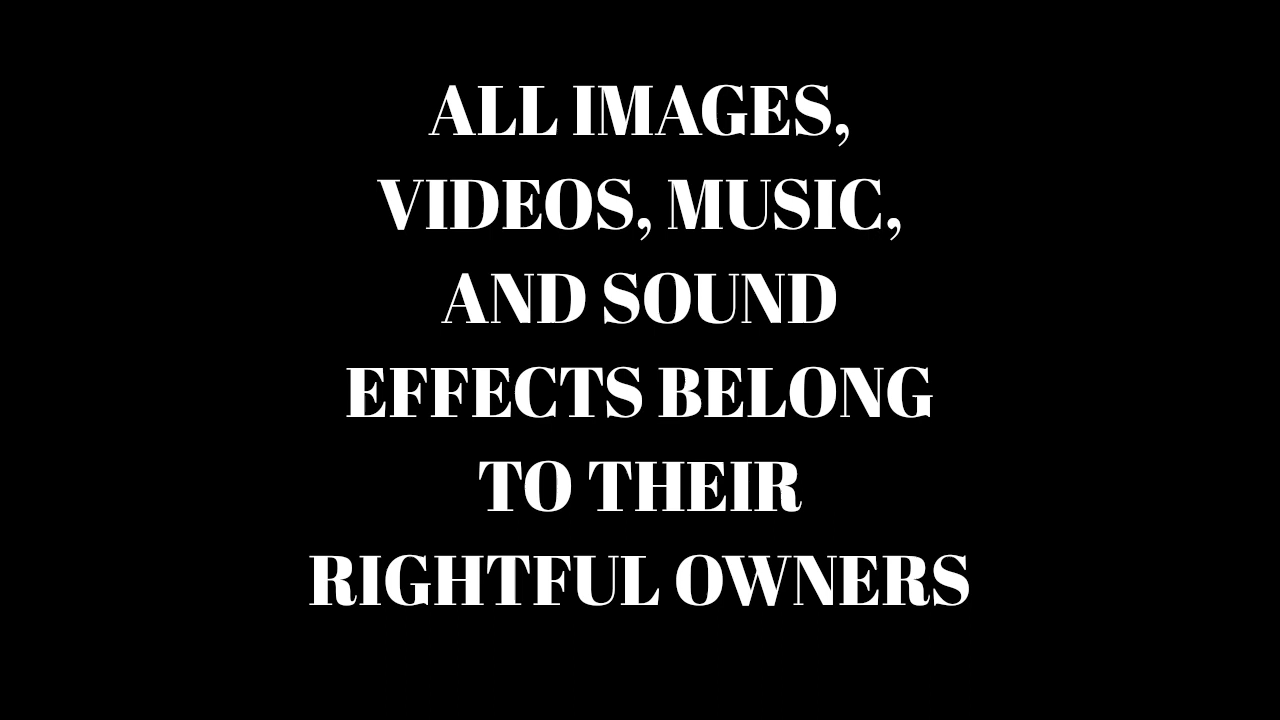 ALL IMAGES,
VIDEOS, MUSIC,
AND SOUND
EFFECTS BELONG
TO THEIR
RIGHTFUL OWNERS